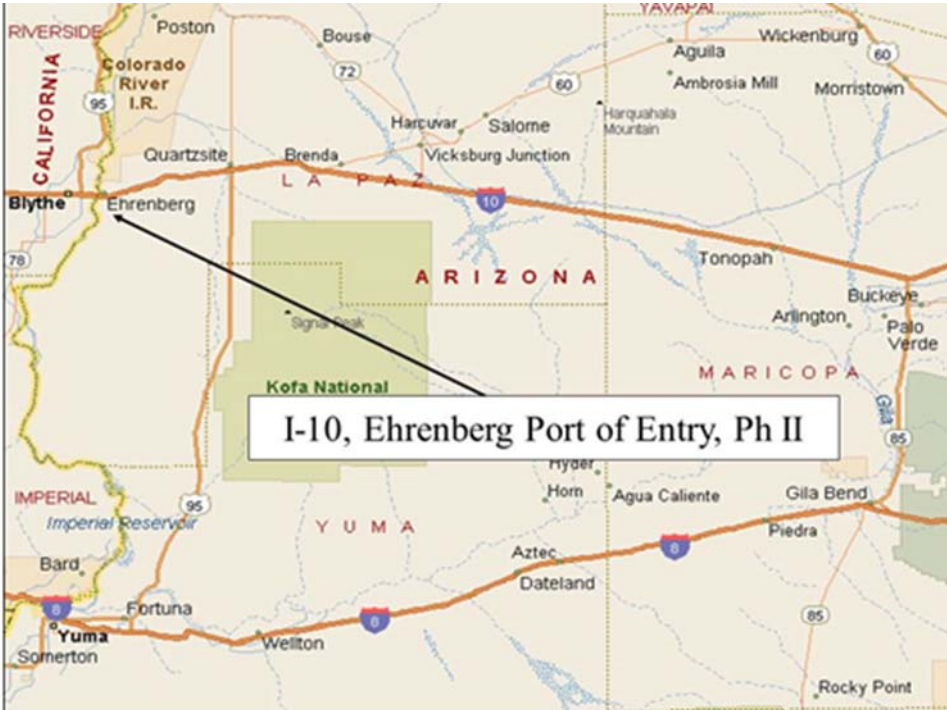 YAVAPAI
RIVERSIDE
Poston
Bouse
Wickenburg
60
CALIFORNIA
Colorado
River
I.R.
72
Aguila
Ambrosia Mill
60
Morristown
95
Harcuvar
Salome
Harquahala
Mountain
Quartzsite
Brenda
Vicksburg Junction
LA PAZ
Blythe
Ehrenberg
10
78
Tonopah
ARIZONA
Buckeye
Arlington
Palo
Verde
Signal Peak
MARICOPA
Kofa National
Gila
I-10, Ehrenberg Port of Entry, Ph II
85
Hyder
IMPERIAL
95
Horn
Agua Caliente
Gila Bend
Imperial Reservoir
YUMA
Piedra
8
Bard
Aztec
Dateland
8
Fortuna
8
85
Yuma
Wellton
Somerton
Rocky Point